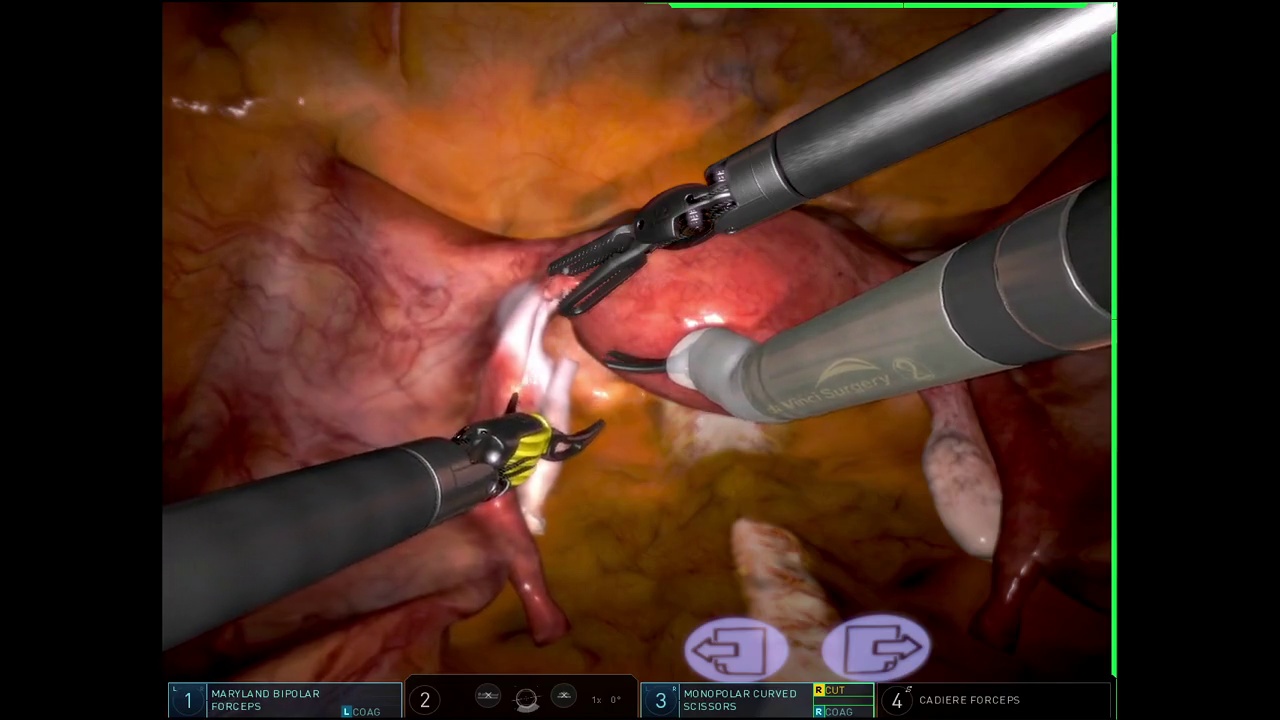 da Vinci Surgery 2
L
1
MARYLAND BIPOLAR
FORCEPS
L COAG
2
1x 0°
R
3
MONOPOLAR CURVED
SCISSORS
R CUT
R COAG
4
CADIERE FORCEPS